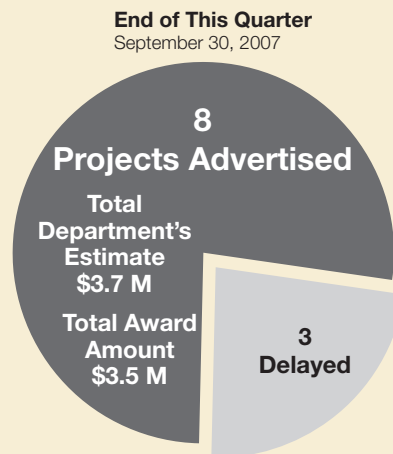 End of This Quarter
September 30, 2007
8
Projects Advertised
Total
Department's
Estimate
$3.7 M
Total Award
Amount
$3.5 M
3
Delayed